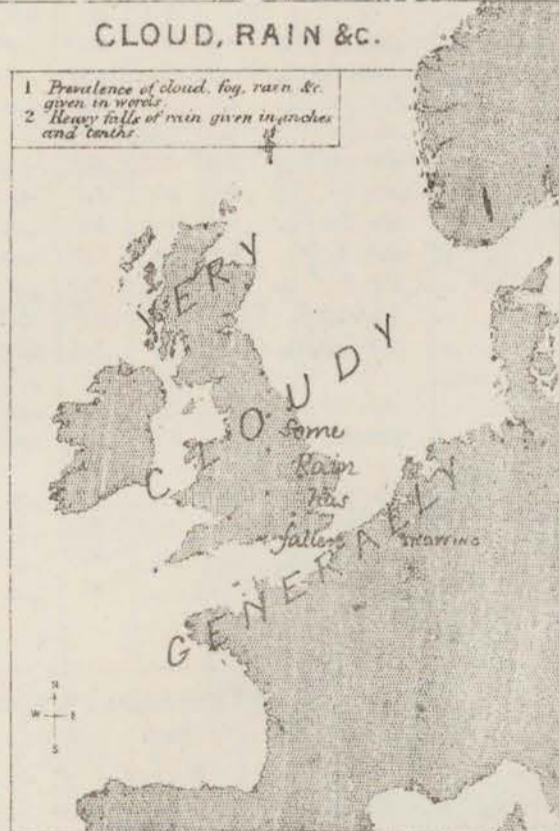 CLOUD, RAIN &c.
1 Prevalence of cloud, fog, rain &c.
given in words.
2 Heavy falls of rain given in inches
and tenths.
VERY
CLOUDY
Some
Rain
has
fallen
GENERALLY
N
W E
S